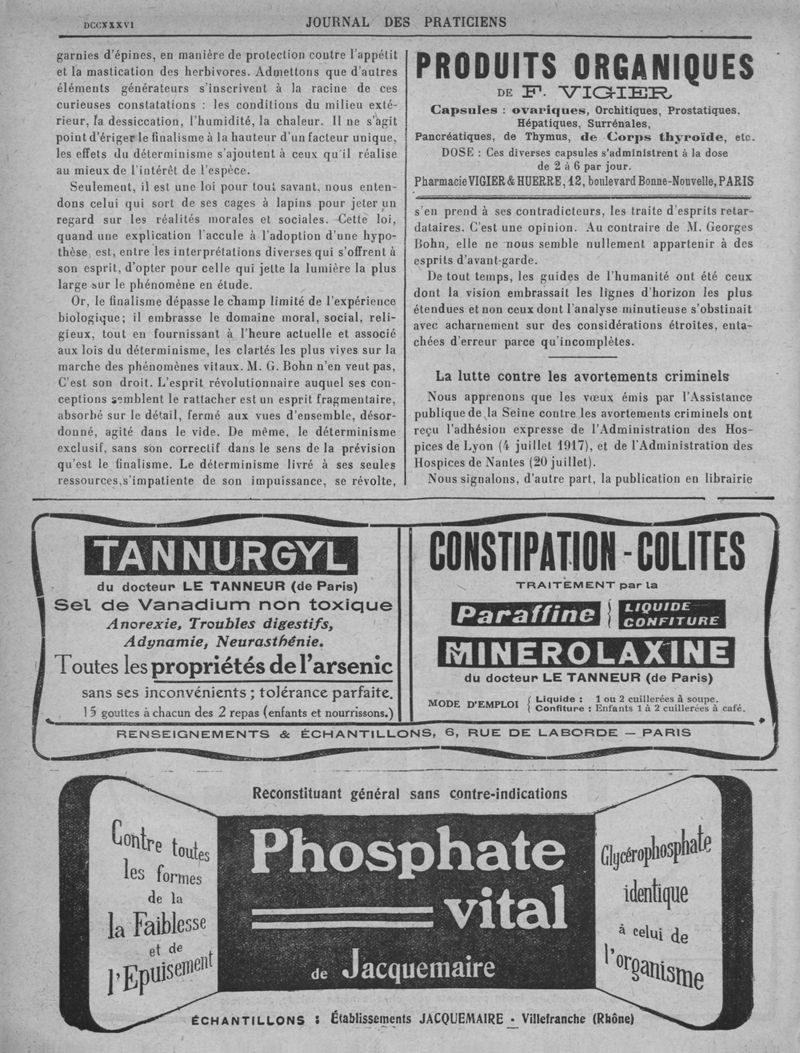 DCCXXXVI
JOURNAL DES PRATICIENS
garnies d'épines, en manière de protection contre l'appétit
et la mastication des herbivores. Admettons que d'autres
éléments générateurs s'inscrivent à la racine de ces
curieuses constatations : les conditions du milieu exté-
rieur, la dessiccation, l'humidité, la chaleur. Il ne s'agit
point d'ériger le finalisme à la hauteur d'un facteur unique,
les effets du déterminisme s'ajoutent à ceux qu'il réalise
au mieux de l'intérêt de l'espèce.
Seulement, il est une loi pour tout savant, nous enten-
dons celui qui sort de ses cages à lapins pour jeter un
regard sur les réalités morales et sociales. Cette loi,
quand une explication l'accule à l'adoption d'une hypo-
thèse, est, entre les interprétations diverses qui s'offrent à
son esprit, d'opter pour celle qui jette la lumière la plus
large sur le phénomène en étude.
Or, le finalisme dépasse le champ limité de l'expérience
biologique; il embrasse le domaine moral, social, reli-
gieux, tout en fournissant à l'heure actuelle et associé
aux lois du déterminisme, les clartés les plus vives sur la
marche des phénomènes vitaux. M. G. Bohn n'en veut pas,
C'est son droit. L'esprit révolutionnaire auquel ses con-
ceptions semblent le rattacher est un esprit fragmentaire,
absorbé sur le détail, fermé aux vues d'ensemble, désor-
donné, agité dans le vide. De même, le déterminisme
exclusif, sans son correctif dans le sens de la prévision
qu'est le finalisme. Le déterminisme livré à ses seules
ressources, s'impatiente de son impuissance, se révolte,
PRODUITS ORGANIQUES
DE F. VIGIER
Capsules : ovariques, Orchitiques, Prostatiques,
Hépatiques, Surrénales,
Pancréatiques, de Thymus, de Corps thyroïde, etc.
DOSE : Ces diverses capsules s'administrent à la dose
de 2 à 6 par jour.
Pharmacie VIGIER & HUERRE, 12, boulevard Bonne-Nouvelle, PARIS
s'en prend à ses contradicteurs, les traite d'esprits retar-
dataires. C'est une opinion. Au contraire de M. Georges
Bohn, elle ne nous semble nullement appartenir à des
esprits d'avant-garde.
De tout temps, les guides de l'humanité ont été ceux
dont la vision embrassait les lignes d'horizon les plus
étendues et non ceux dont l'analyse minutieuse s'obstinait
avec acharnement sur des considérations étroites, enta-
chées d'erreur parce qu'incomplètes.
La lutte contre les avortements criminels
Nous apprenons que les vœux émis par l'Assistance
publique de la Seine contre les avortements criminels ont
reçu l'adhésion expresse de l'Administration des Hos-
pices de Lyon (4 juillet 1917), et de l'Administration des
Hospices de Nantes (20 juillet).
Nous signalons, d'autre part, la publication en librairie
TANNURGYL
du docteur LE TANNEUR (de Paris)
Sel de Vanadium non toxique
Anorexie, Troubles digestifs,
Adynamie, Neurasthénie.
Toutes les propriétés de l'arsenic
sans ses inconvénients ; tolérance parfaite.
15 gouttes à chacun des 2 repas (enfants et nourrissons.)
CONSTIPATION - COLITES
TRAITEMENT par la
Paraffine { LIQUIDE
CONFITURE
MINEROLAXINE
du docteur LE TANNEUR (de Paris)
MODE D'EMPLOI { Liquide : 1 ou 2 cuillerées à soupe.
Confiture : Enfants 1 à 2 cuillerées à café.
RENSEIGNEMENTS & ÉCHANTILLONS, 6, RUE DE LABORDE — PARIS
Reconstituant général sans contre-indications
Contre toutes
les formes
de la
la Faiblesse
et de
l'Epuisement
Phosphate
vital
de Jacquemaire
Glycérophosphate
identique
à celui de
l'organisme
ÉCHANTILLONS : Établissements JACQUEMAIRE - Villefranche (Rhône)